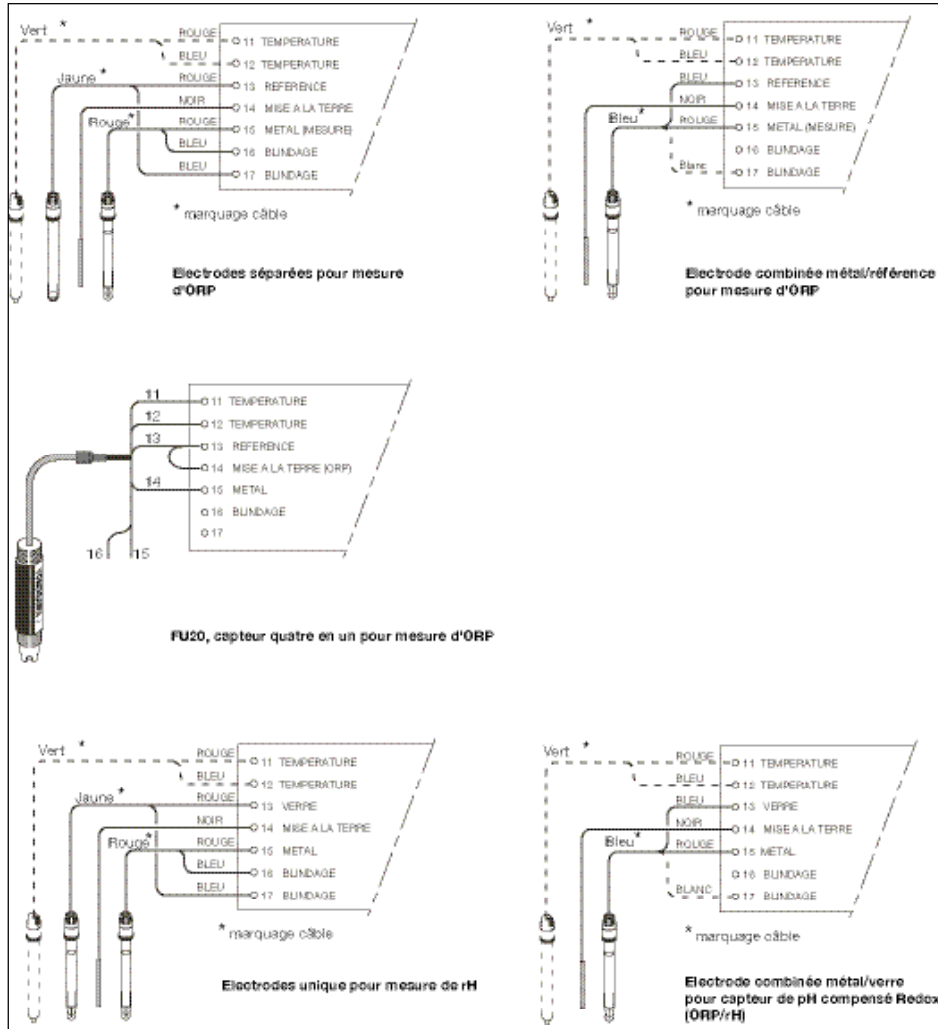 Vert *
ROUGE
11 TEMPERATURE
BLEU
12 TEMPERATURE
Jaune *
ROUGE
13 REFERENCE
NOIR
14 MISE A LA TERRE
Rouge*
ROUGE
15 METAL (MESURE)
BLEU
16 BLINDAGE
BLEU
17 BLINDAGE
* marquage câble
Electrodes séparées pour mesure
d'ORP
Vert *
ROUGE
11 TEMPERATURE
BLEU
12 TEMPERATURE
BLEU
13 REFERENCE
NOIR
14 MISE A LA TERRE
Bleu*
ROUGE
15 METAL (MESURE)
16 BLINDAGE
Blanc
17 BLINDAGE
* marquage câble
Electrode combinée métal/référence
pour mesure d'ORP
11
11 TEMPERATURE
12
12 TEMPERATURE
13
13 REFERENCE
14 MISE A LA TERRE (ORP)
14
15 METAL
16 BLINDAGE
17
16
15
FU20, capteur quatre en un pour mesure d'ORP
Vert *
ROUGE
11 TEMPERATURE
BLEU
12 TEMPERATURE
Jaune *
ROUGE
13 VERRE
NOIR
14 MISE A LA TERRE
Rouge*
ROUGE
15 METAL
BLEU
16 BLINDAGE
BLEU
17 BLINDAGE
* marquage câble
Electrodes unique pour mesure de rH
Vert *
ROUGE
11 TEMPERATURE
BLEU
12 TEMPERATURE
BLEU
13 VERRE
NOIR
14 MISE A LA TERRE
Bleu*
ROUGE
15 METAL
16 BLINDAGE
BLANC
17 BLINDAGE
* marquage câble
Electrode combinée métal/verre
pour capteur de pH compensé Redox
(ORP/rH)